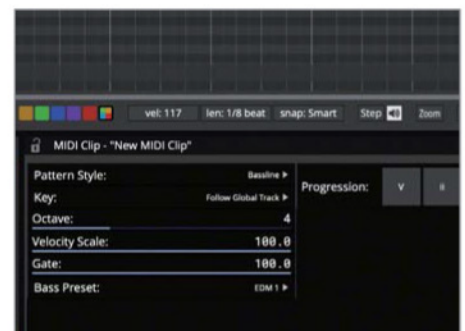 vel: 117 len: 1/8 beat snap: Smart Step Zoom
MIDI Clip - "New MIDI Clip"
Pattern Style: Bassline
Key: Follow Global Track
Octave: 4
Velocity Scale: 100.0
Gate: 100.0
Bass Preset: EDM 1
Progression: V ii